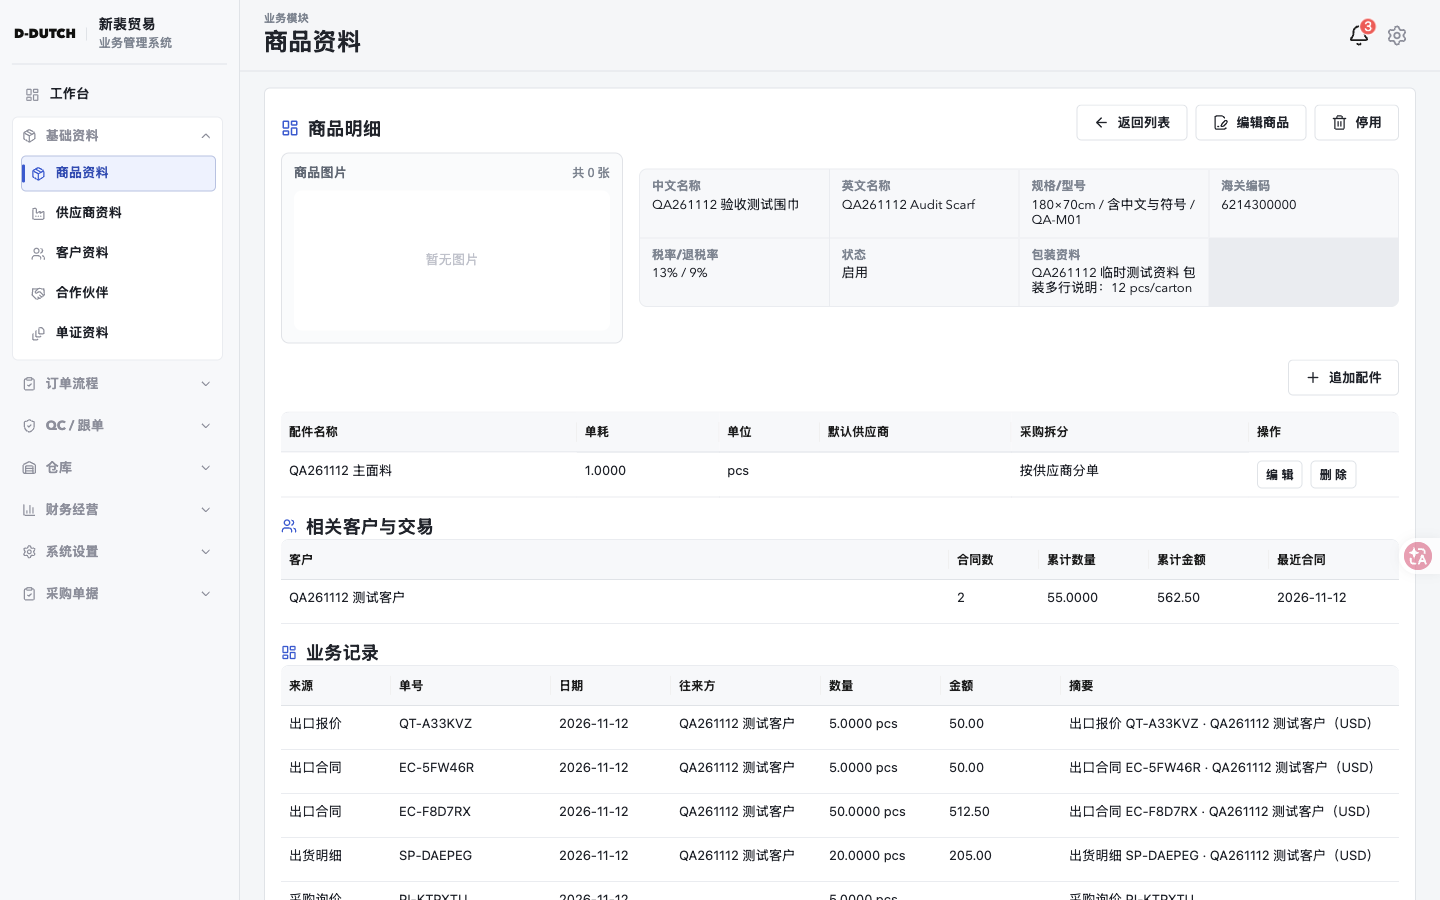 D-DUTCH
新裴贸易
业务管理系统
工作台
基础资料
商品资料
供应商资料
客户资料
合作伙伴
单证资料
订单流程
QC / 跟单
仓库
财务经营
系统设置
采购单据
业务模块
商品资料
3
商品明细
返回列表
编辑商品
停用
商品图片
共 0 张
暂无图片
中文名称
QA261112 验收测试围巾
英文名称
QA261112 Audit Scarf
规格/型号
180×70cm / 含中文与符号 /
QA-M01
海关编码
6214300000
税率/退税率
13% / 9%
状态
启用
包装资料
QA261112 临时测试资料 包
装多行说明：12 pcs/carton
追加配件
配件名称 单耗 单位 默认供应商 采购拆分 操作
QA261112 主面料 1.0000 pcs 按供应商分单 编 辑 删 除
相关客户与交易
客户 合同数 累计数量 累计金额 最近合同
QA261112 测试客户 2 55.0000 562.50 2026-11-12
业务记录
来源 单号 日期 往来方 数量 金额 摘要
出口报价 QT-A33KVZ 2026-11-12 QA261112 测试客户 5.0000 pcs 50.00 出口报价 QT-A33KVZ · QA261112 测试客户（USD）
出口合同 EC-5FW46R 2026-11-12 QA261112 测试客户 5.0000 pcs 50.00 出口合同 EC-5FW46R · QA261112 测试客户（USD）
出口合同 EC-F8D7RX 2026-11-12 QA261112 测试客户 50.0000 pcs 512.50 出口合同 EC-F8D7RX · QA261112 测试客户（USD）
出货明细 SP-DAEPEG 2026-11-12 QA261112 测试客户 20.0000 pcs 205.00 出货明细 SP-DAEPEG · QA261112 测试客户（USD）
采购询价 2026-11-12 5.0000 pcs 采购询价